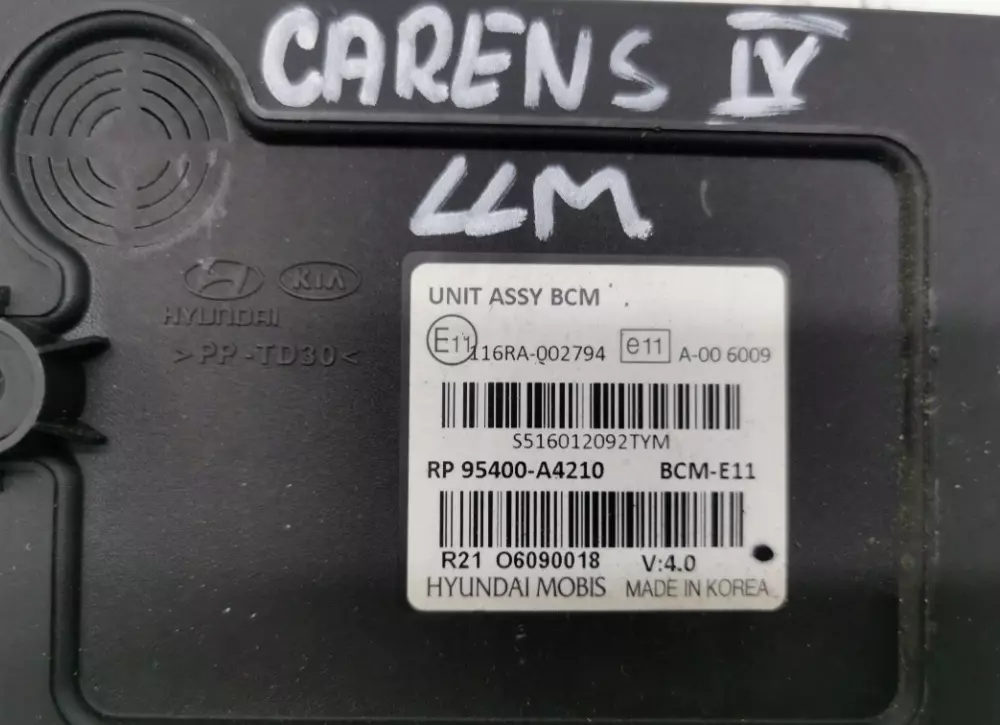 CARENS IV
LLM
HYUNDAI KIA
>PP-TD30<
UNIT ASSY BCM
E11 116RA-002794 e11 A-00 6009
S516012092TYM
RP 95400-A4210 BCM-E11
R21 O6090018 V:4.0
HYUNDAI MOBIS MADE IN KOREA